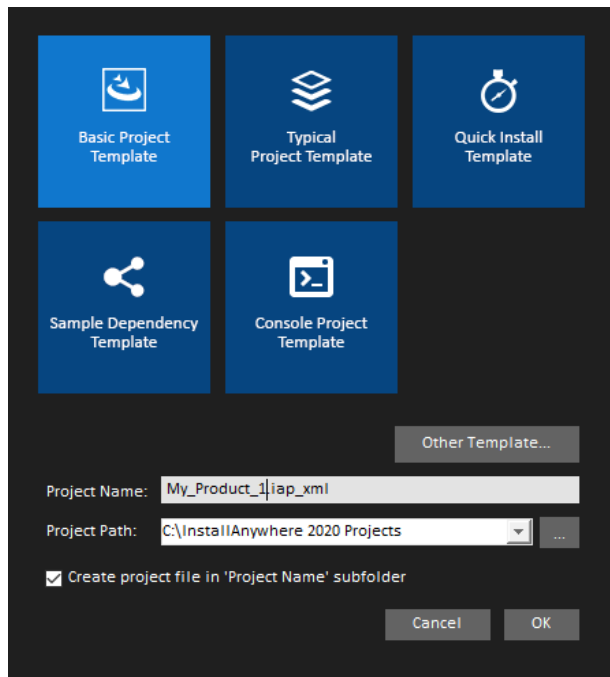 Basic Project
Template
Typical
Project Template
Quick Install
Template
Sample Dependency
Template
Console Project
Template
Other Template...
Project Name: My_Product_1.iap_xml
Project Path: C:\InstallAnywhere 2020 Projects ...
Create project file in 'Project Name' subfolder
Cancel OK